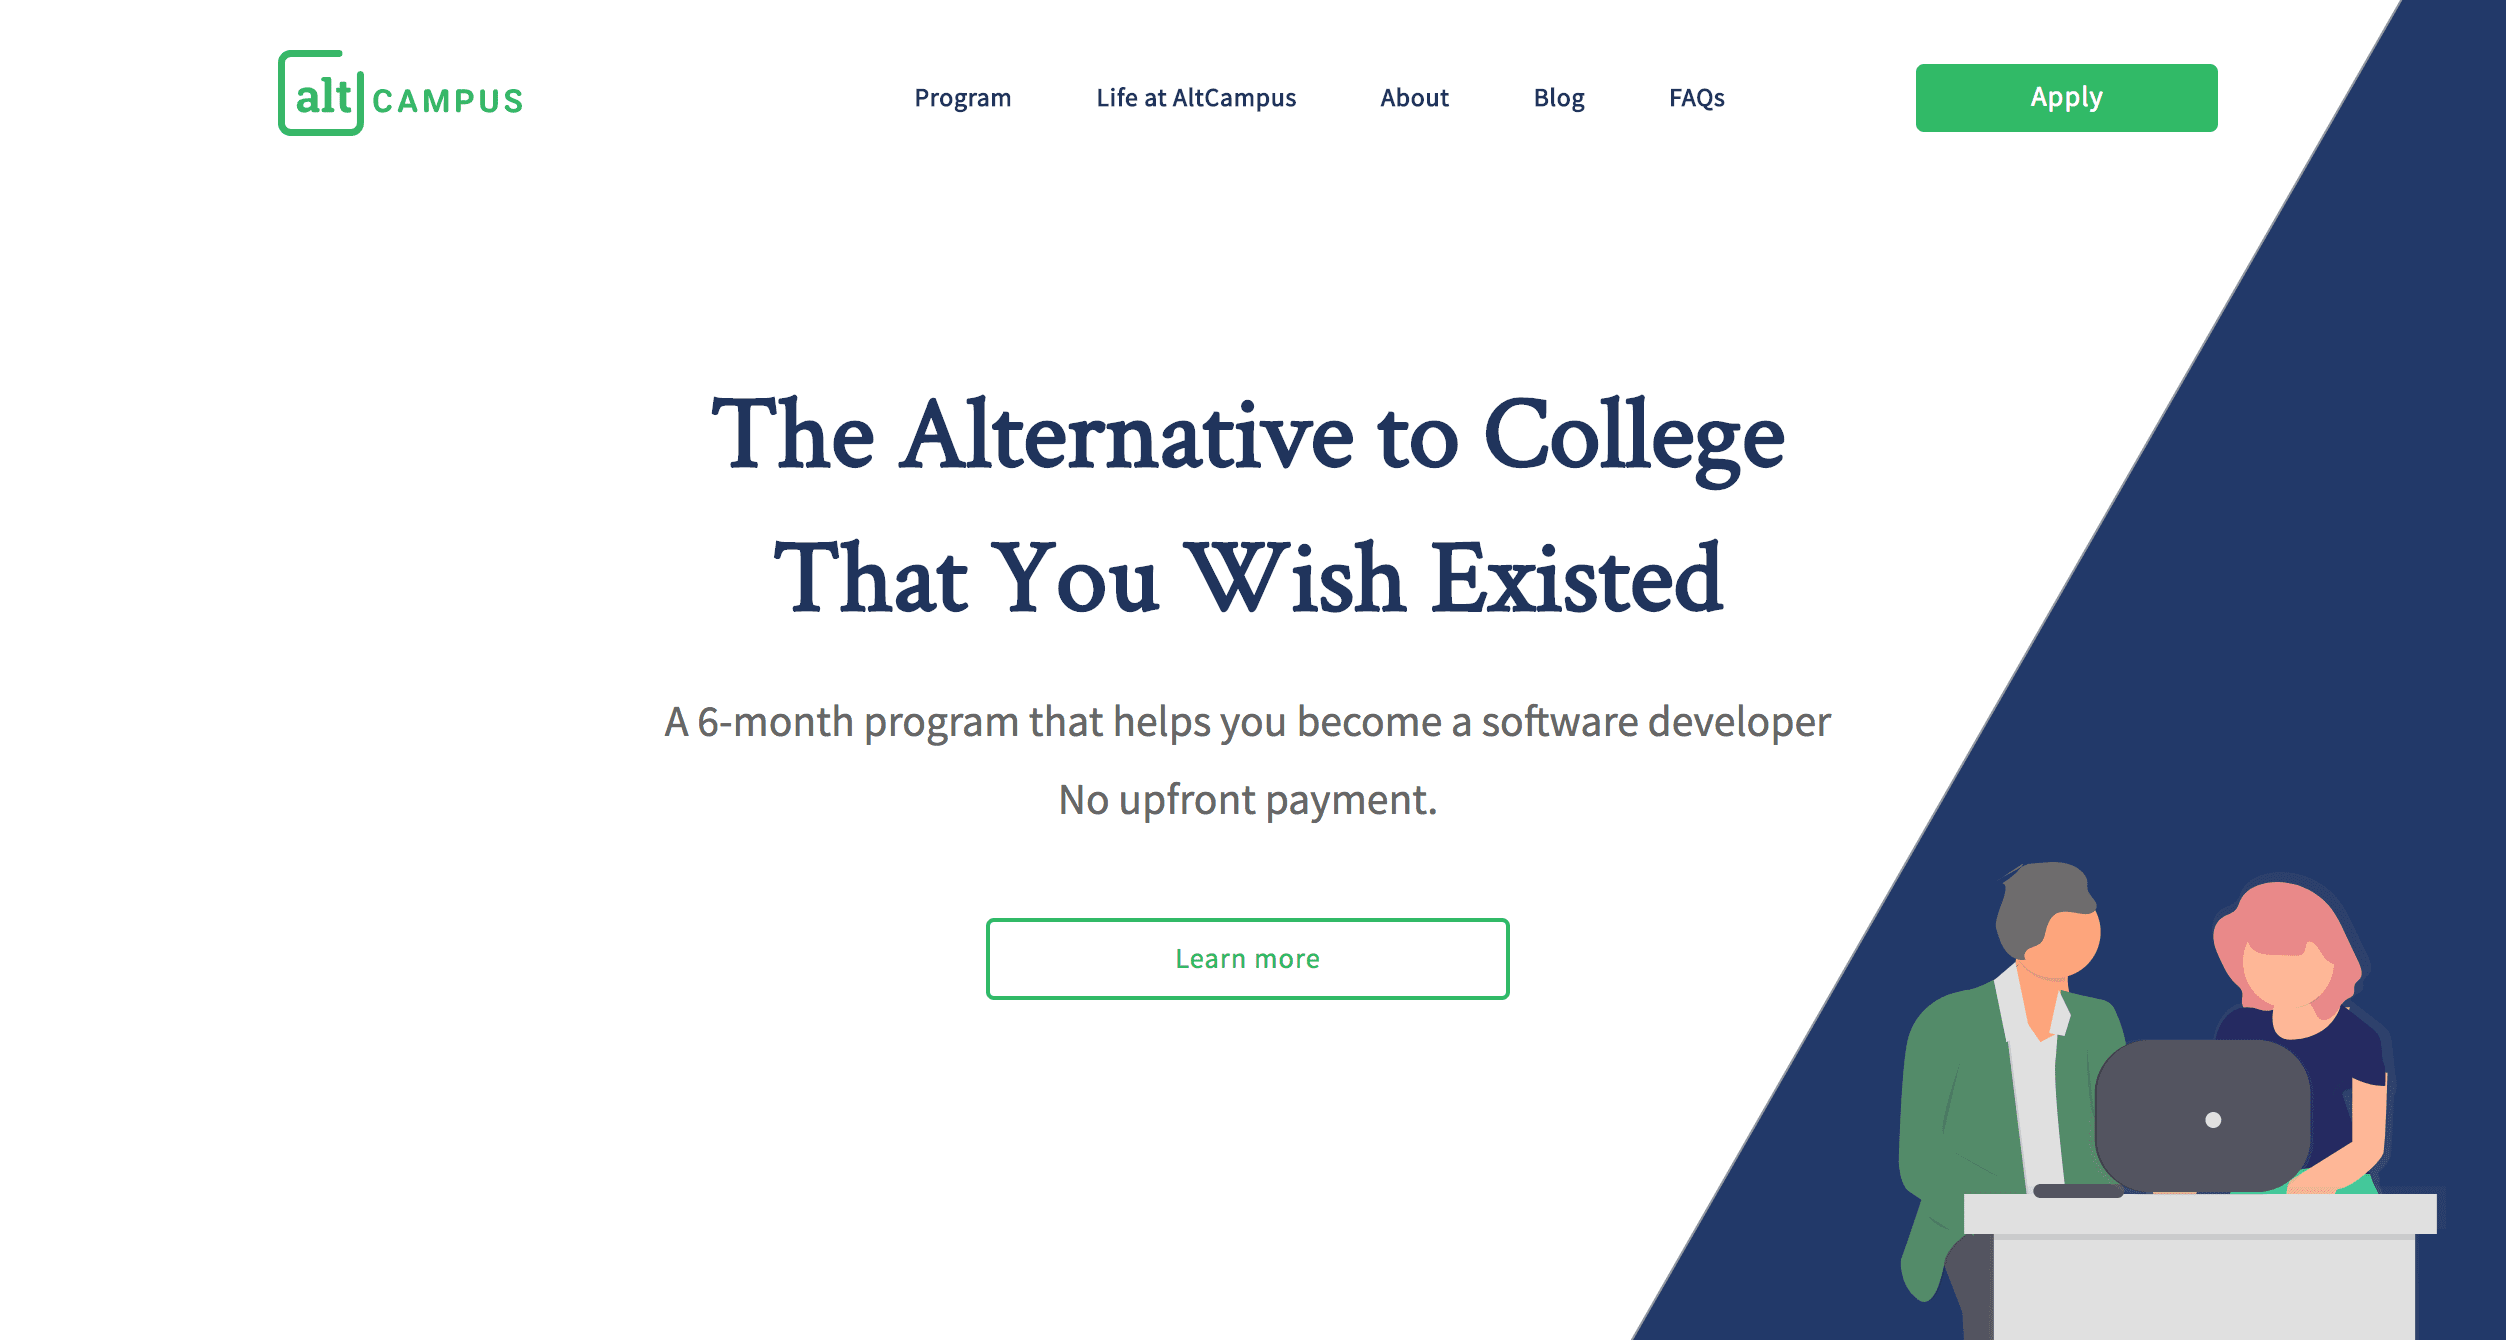 alt CAMPUS
Program Life at AltCampus About Blog FAQs Apply
The Alternative to College
That You Wish Existed
A 6-month program that helps you become a software developer
No upfront payment.
Learn more